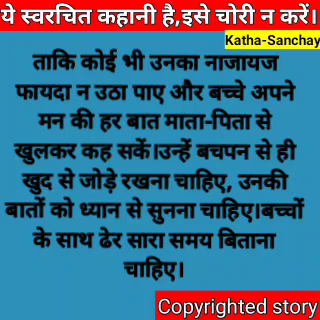 ये स्वरचित कहानी है,इसे चोरी न करें।
Katha-Sanchay
ताकि कोई भी उनका नाजायज
फायदा न उठा पाए और बच्चे अपने
मन की हर बात माता-पिता से
खुलकर कह सकें।उन्हें बचपन से ही
खुद से जोड़े रखना चाहिए, उनकी
बातों को ध्यान से सुनना चाहिए।बच्चों
के साथ ढेर सारा समय बिताना
चाहिए।
Copyrighted story